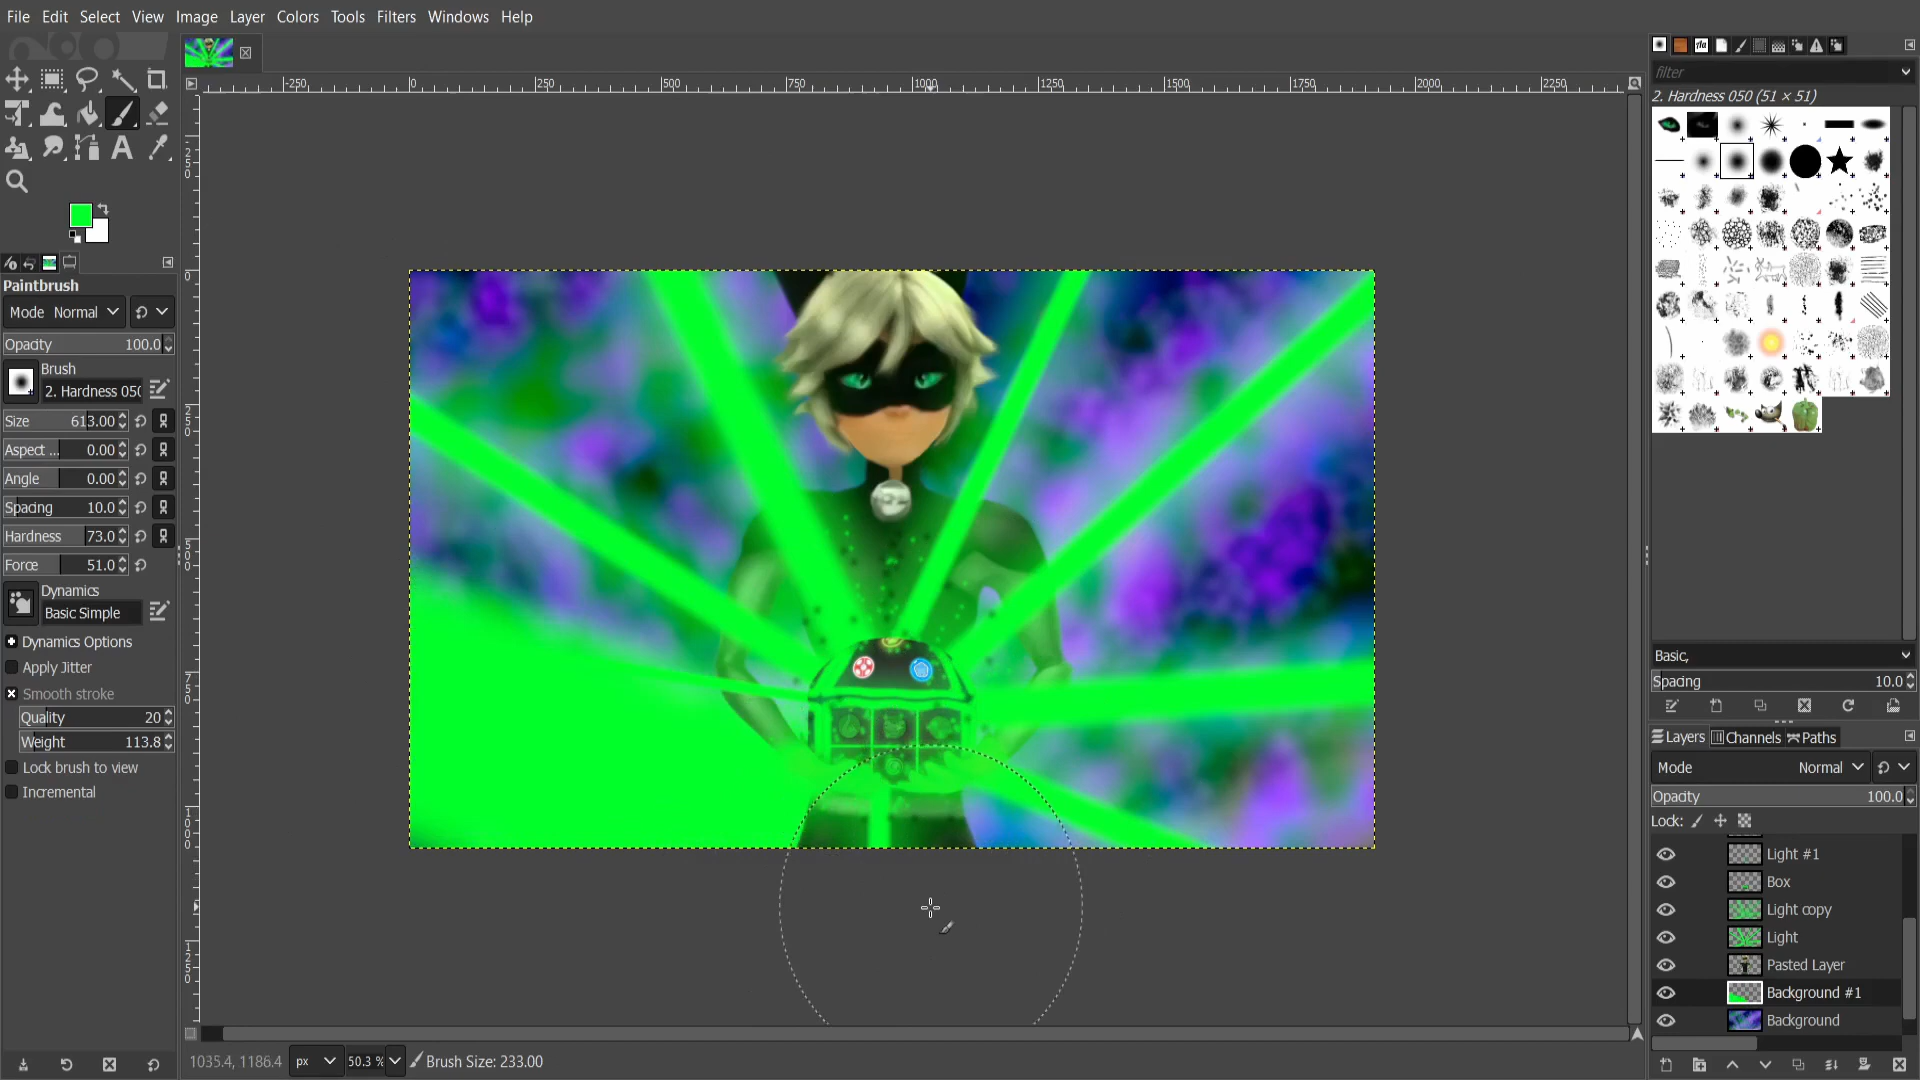 File Edit Select View Image Layer Colors Tools Filters Windows Help
-250 0 250 500 750 1000 1250 1500 1750 2000 2250
filter
2. Hardness 050 (51 × 51)
Paintbrush
Mode Normal
Opacity 100.0
Brush
2. Hardness 050
Size 613.00
Aspect ... 0.00
Angle 0.00
Spacing 10.0
Hardness 73.0
Force 51.0
Dynamics
Basic Simple
Dynamics Options
Apply Jitter
Smooth stroke
Quality 20
Weight 113.8
Lock brush to view
Incremental
Basic,
Spacing 10.0
Layers Channels Paths
Mode Normal
Opacity 100.0
Lock:
Light #1
Box
Light copy
Light
Pasted Layer
Background #1
Background
1035.4, 1186.4 px 50.3 % Brush Size: 233.00